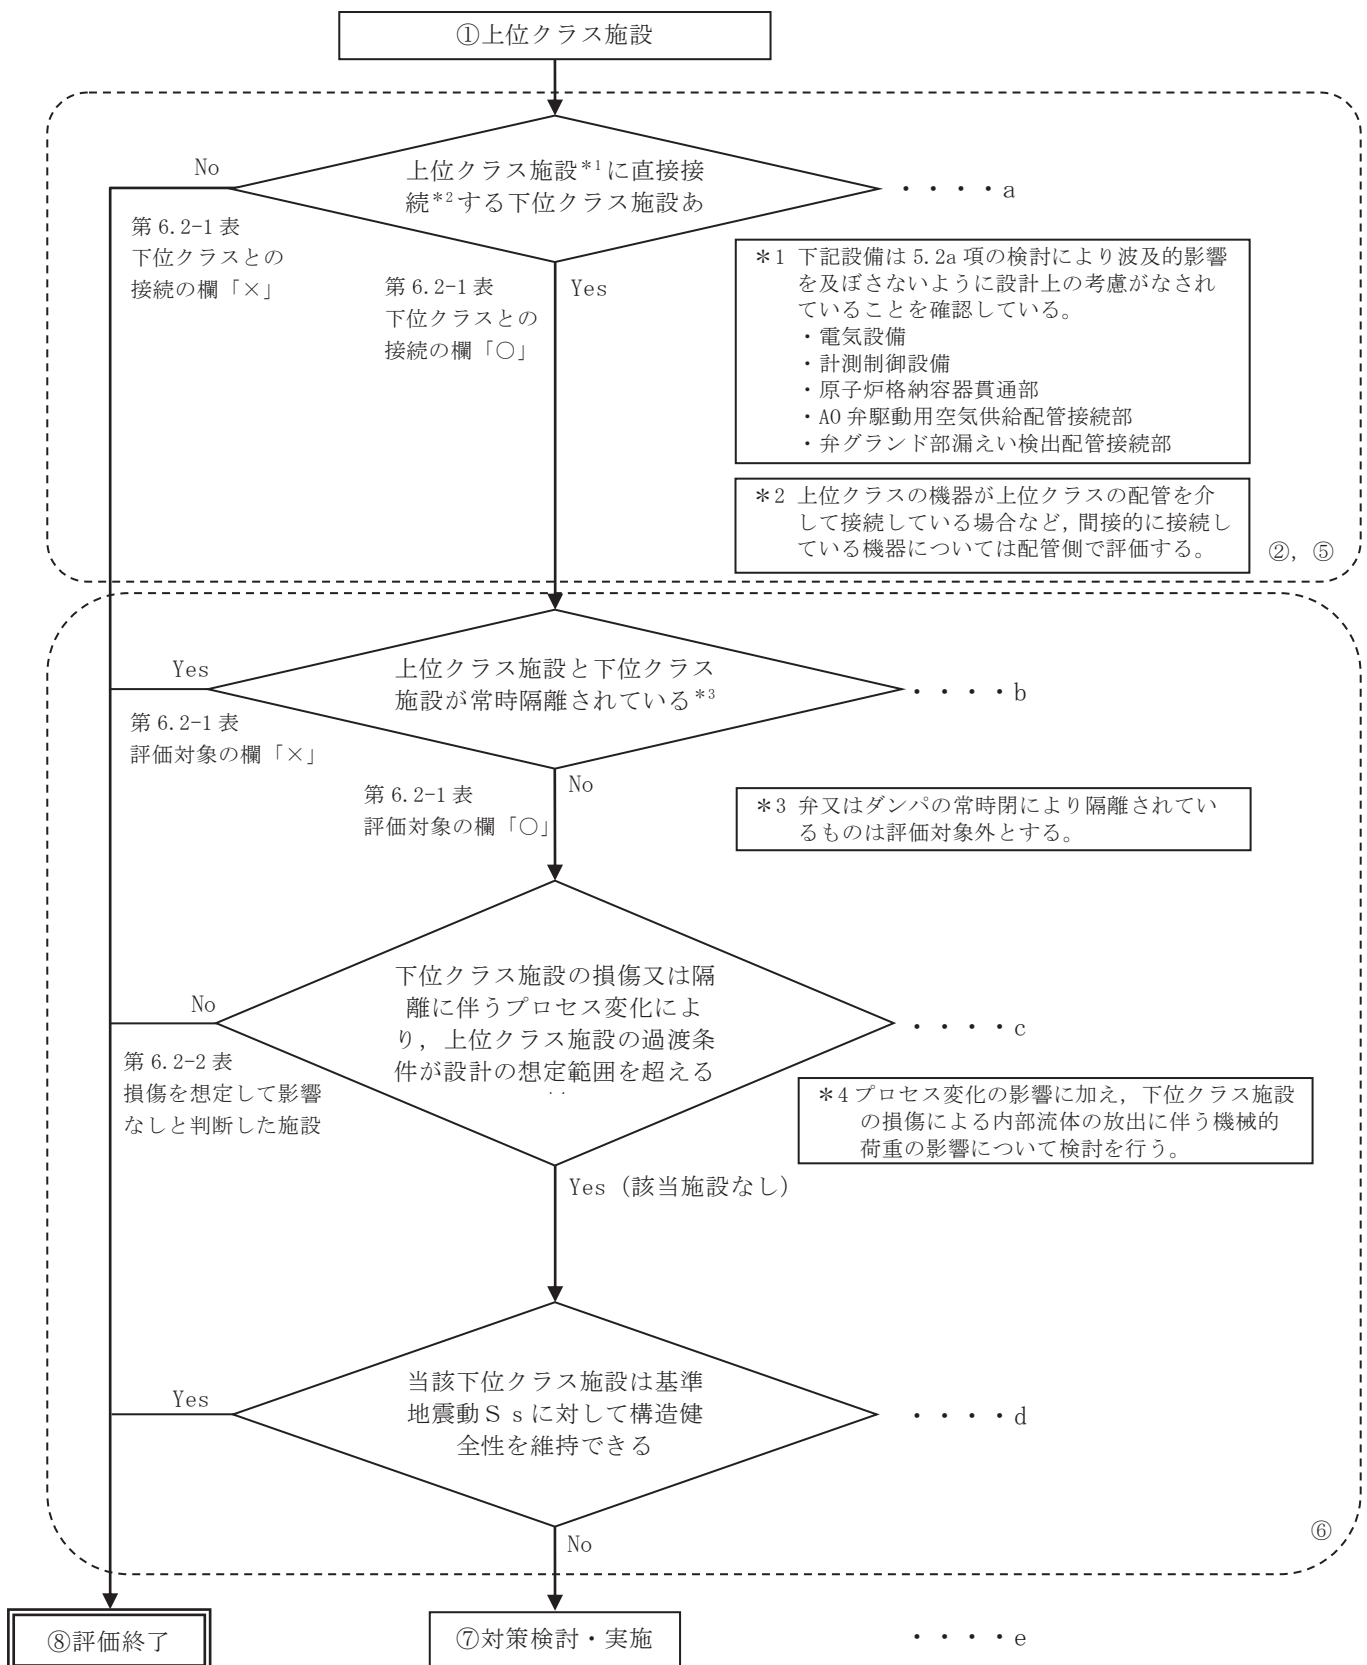 ①上位クラス施設
No
上位クラス施設*1に直接接
続*2する下位クラス施設あ
・・・・a
第 6.2-1 表
下位クラスとの
接続の欄「×」
第 6.2-1 表
下位クラスとの
接続の欄「○」
Yes
*1 下記設備は 5.2a 項の検討により波及的影響
を及ぼさないように設計上の考慮がなされ
ていることを確認している。
・電気設備
・計測制御設備
・原子炉格納容器貫通部
・AO 弁駆動用空気供給配管接続部
・弁グランド部漏えい検出配管接続部
*2 上位クラスの機器が上位クラスの配管を介
して接続している場合など,間接的に接続し
ている機器については配管側で評価する。
②, ⑤
Yes
上位クラス施設と下位クラス
施設が常時隔離されている*3
・・・・b
第 6.2-1 表
評価対象の欄「×」
No
第 6.2-1 表
評価対象の欄「○」
*3 弁又はダンパの常時閉により隔離されてい
るものは評価対象外とする。
No
下位クラス施設の損傷又は隔
離に伴うプロセス変化によ
り,上位クラス施設の過渡条
件が設計の想定範囲を超える
・・・・c
第 6.2-2 表
損傷を想定して影響
なしと判断した施設
*4 プロセス変化の影響に加え,下位クラス施設
の損傷による内部流体の放出に伴う機械的
荷重の影響について検討を行う。
Yes(該当施設なし)
Yes
当該下位クラス施設は基準
地震動Ｓｓに対して構造健
全性を維持できる
・・・・d
⑥
No
⑧評価終了
⑦対策検討・実施
・・・・e